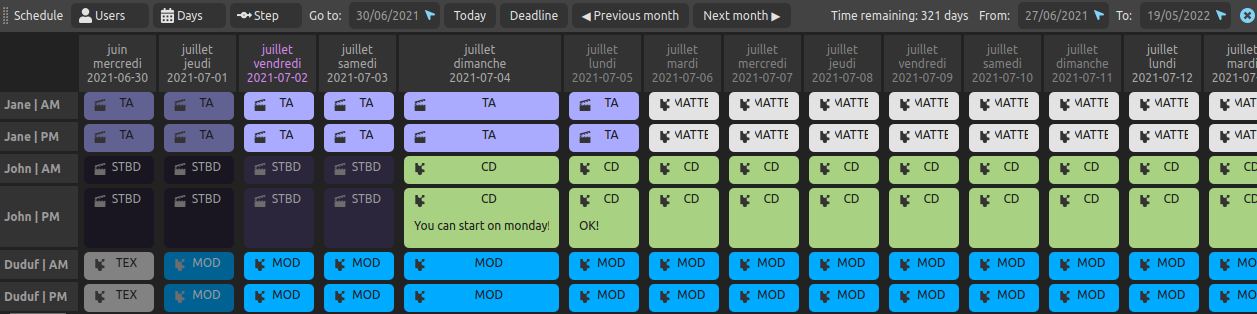 Schedule Users Days Step Go to: 30/06/2021 Today Deadline ◀ Previous month Next month ▶ Time remaining: 321 days From: 27/06/2021 To: 19/05/2022
juin juillet juillet juillet juillet juillet juillet juillet juillet juillet juillet juillet juillet juillet
mercredi jeudi vendredi samedi dimanche lundi mardi mercredi jeudi vendredi samedi dimanche lundi mardi
2021-06-30 2021-07-01 2021-07-02 2021-07-03 2021-07-04 2021-07-05 2021-07-06 2021-07-07 2021-07-08 2021-07-09 2021-07-10 2021-07-11 2021-07-12 2021-07-
Jane | AM TA TA TA TA TA TA MATTE MATTE MATTE MATTE MATTE MATTE MATTE MATT
Jane | PM TA TA TA TA TA TA MATTE MATTE MATTE MATTE MATTE MATTE MATTE MATT
John | AM STBD STBD STBD STBD CD CD CD CD CD CD CD CD CD CD
John | PM STBD STBD STBD STBD CD CD CD CD CD CD CD CD CD CD
You can start on monday! OK!
Duduf | AM TEX MOD MOD MOD MOD MOD MOD MOD MOD MOD MOD MOD MOD MO
Duduf | PM TEX MOD MOD MOD MOD MOD MOD MOD MOD MOD MOD MOD MOD MO